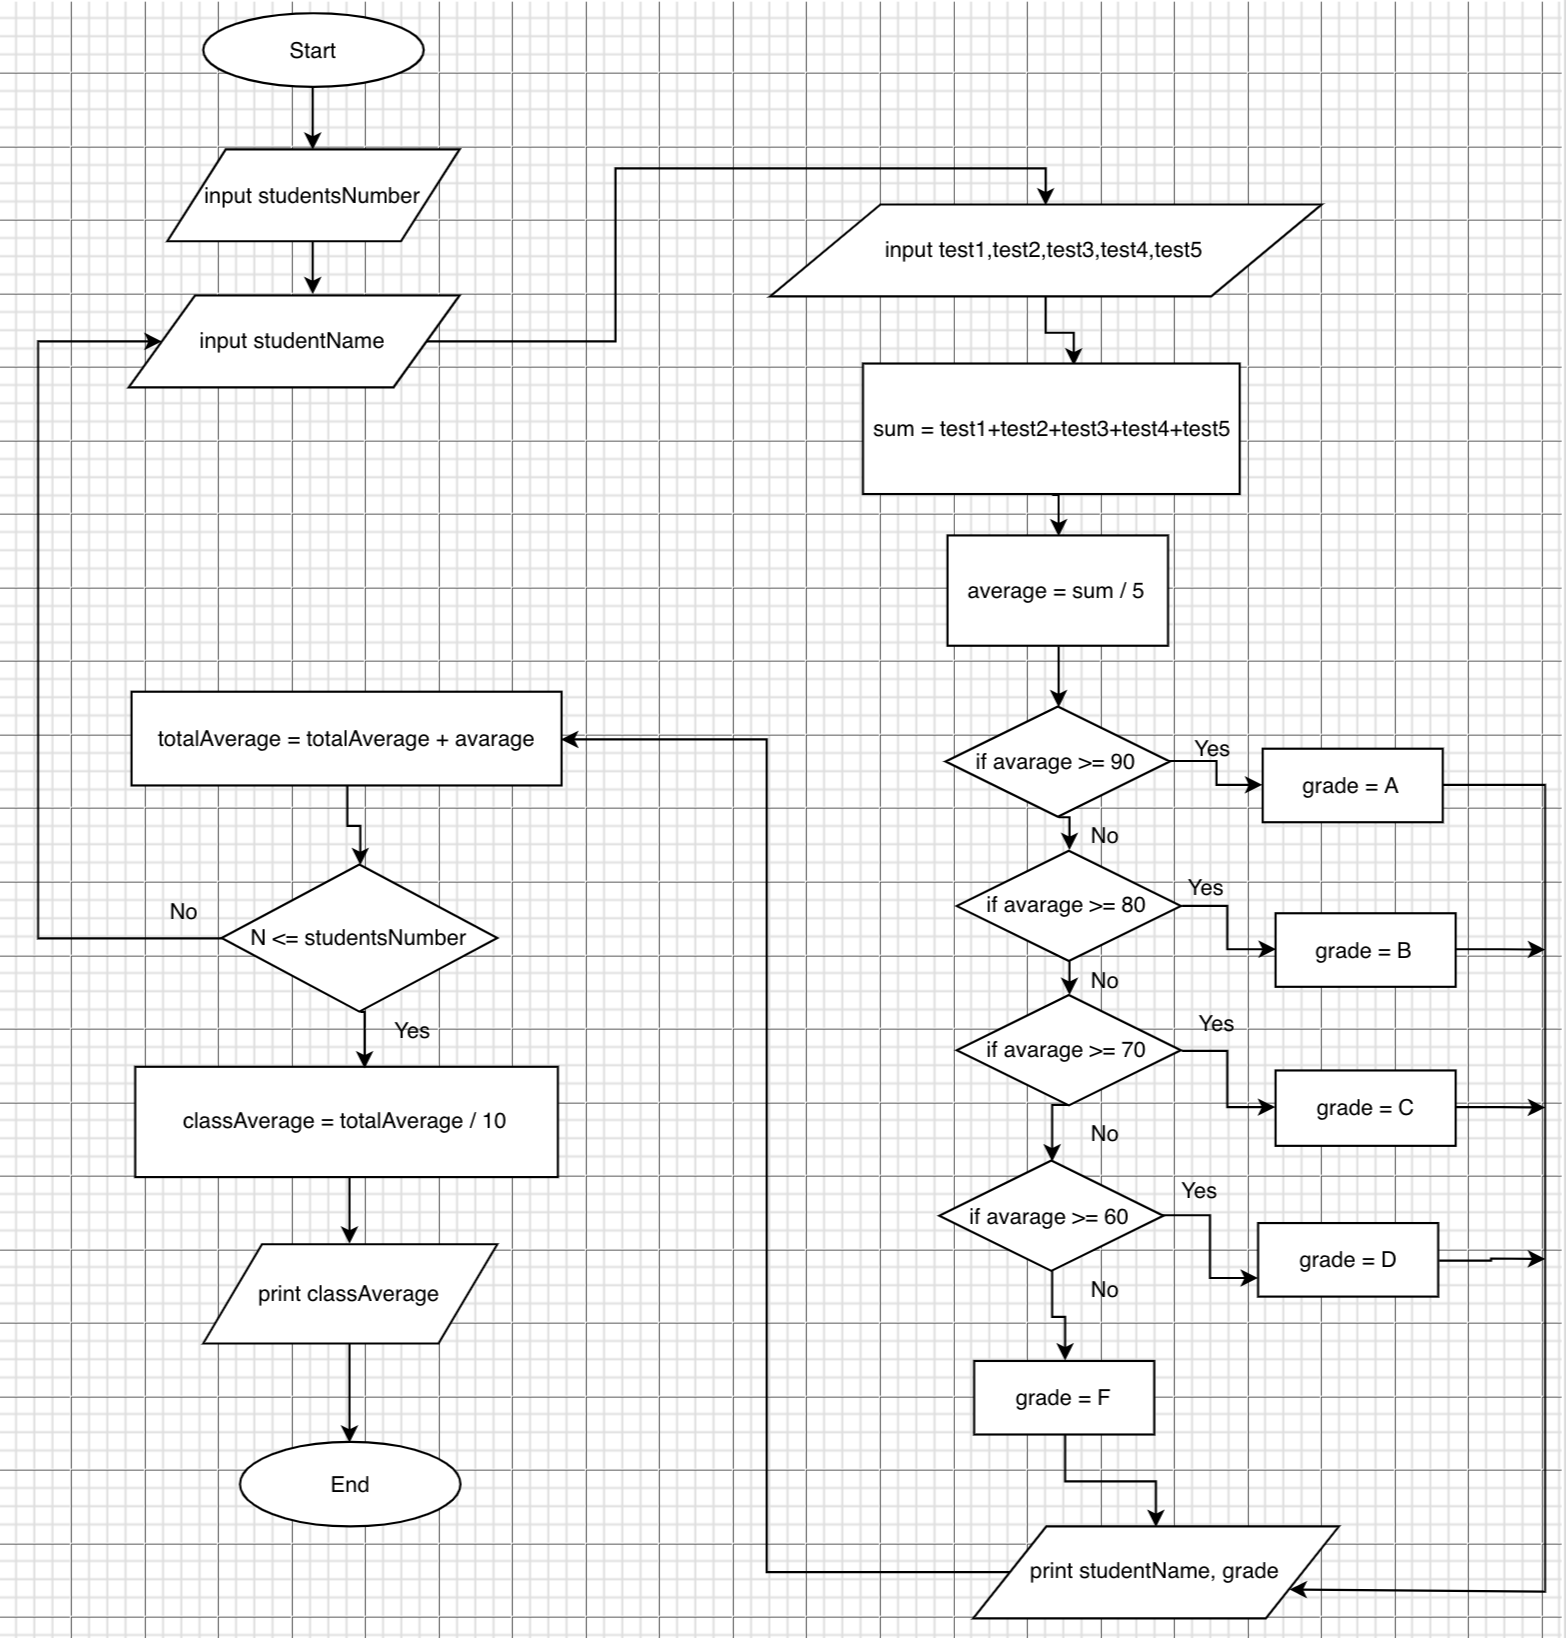 Start
input studentsNumber
input studentName
input test1,test2,test3,test4,test5
sum = test1+test2+test3+test4+test5
average = sum / 5
if avarage >= 90
Yes
grade = A
No
if avarage >= 80
Yes
grade = B
No
if avarage >= 70
Yes
grade = C
No
if avarage >= 60
Yes
grade = D
No
grade = F
print studentName, grade
totalAverage = totalAverage + avarage
N <= studentsNumber
No
Yes
classAverage = totalAverage / 10
print classAverage
End